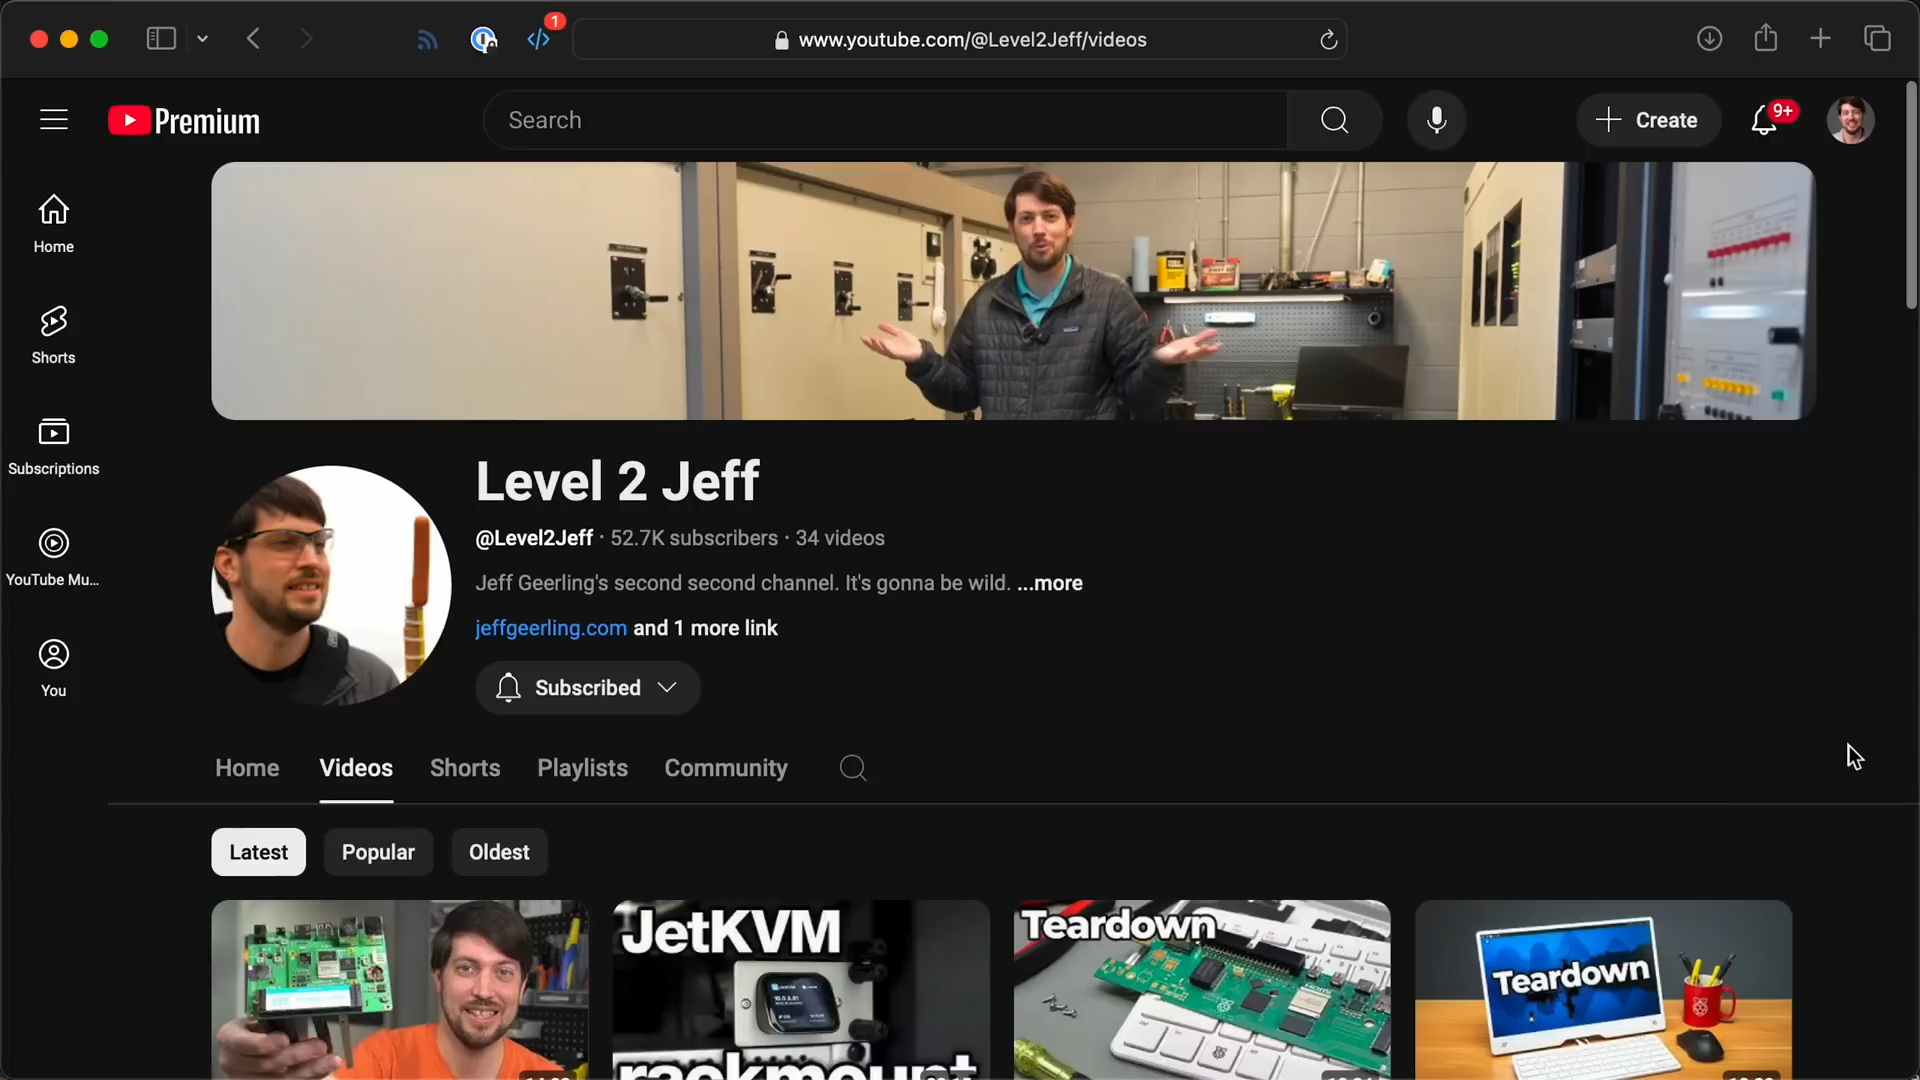 1
www.youtube.com/@Level2Jeff/videos
Premium
Search
Create
9+
Home
Shorts
Subscriptions
YouTube Mu...
You
Level 2 Jeff
@Level2Jeff · 52.7K subscribers · 34 videos
Jeff Geerling's second second channel. It's gonna be wild. ...more
jeffgeerling.com and 1 more link
Subscribed
Home Videos Shorts Playlists Community
Latest Popular Oldest
JetKVM
rackmount
Teardown
Teardown